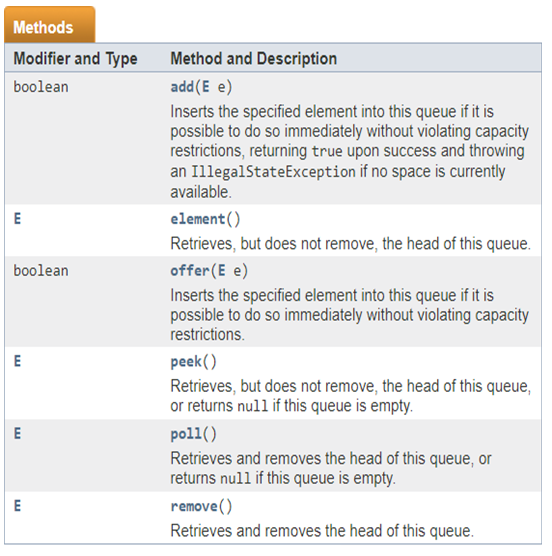 Methods
Modifier and Type Method and Description
boolean add(E e)
Inserts the specified element into this queue if it is
possible to do so immediately without violating capacity
restrictions, returning true upon success and throwing
an IllegalStateException if no space is currently
available.
E element()
Retrieves, but does not remove, the head of this queue.
boolean offer(E e)
Inserts the specified element into this queue if it is
possible to do so immediately without violating capacity
restrictions.
E peek()
Retrieves, but does not remove, the head of this queue,
or returns null if this queue is empty.
E poll()
Retrieves and removes the head of this queue, or
returns null if this queue is empty.
E remove()
Retrieves and removes the head of this queue.